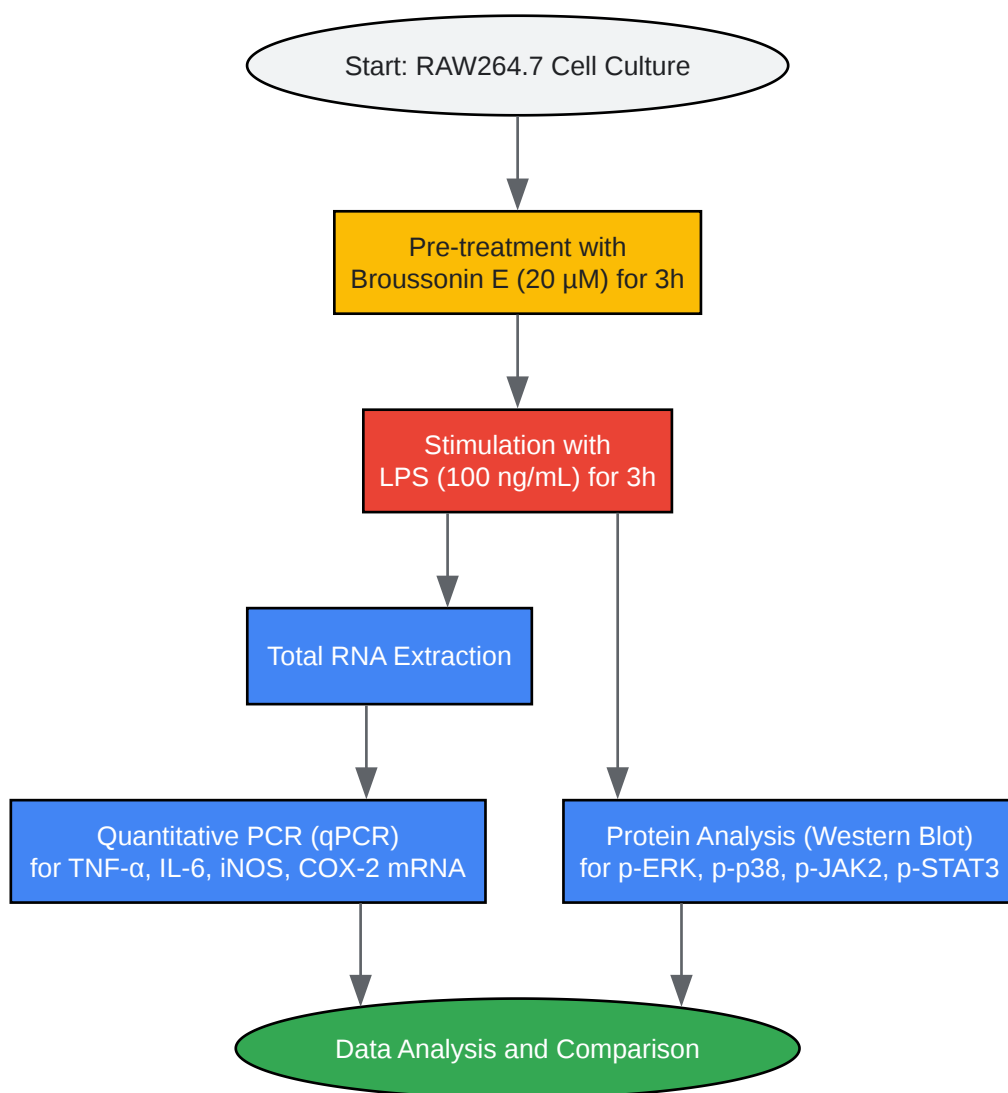 Start: RAW264.7 Cell Culture
Pre-treatment with
Broussonin E (20 µM) for 3h
Stimulation with
LPS (100 ng/mL) for 3h
Total RNA Extraction
Quantitative PCR (qPCR)
for TNF-α, IL-6, iNOS, COX-2 mRNA
Protein Analysis (Western Blot)
for p-ERK, p-p38, p-JAK2, p-STAT3
Data Analysis and Comparison